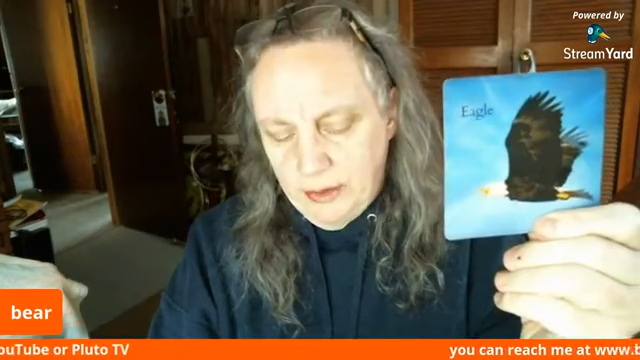 Powered by
StreamYard
Eagle
bear
ouTube or Pluto TV
you can reach me at www.b